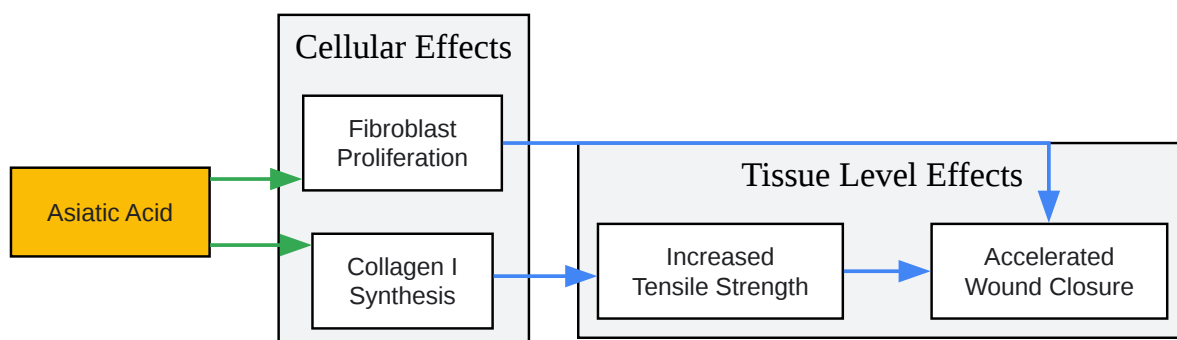 Cellular Effects
Fibroblast
Proliferation
Tissue Level Effects
Asiatic Acid
Collagen I
Synthesis
Increased
Tensile Strength
Accelerated
Wound Closure